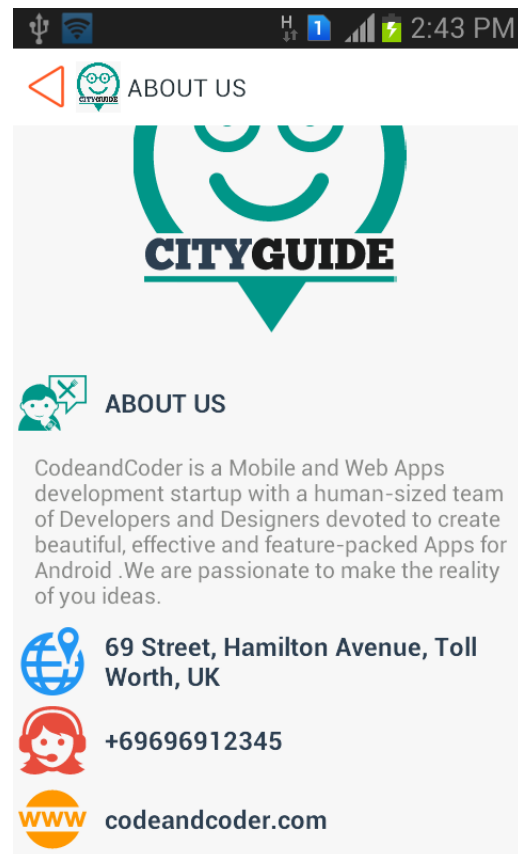 H 1 2:43 PM
CITYGUIDE ABOUT US
CITYGUIDE
ABOUT US
CodeandCoder is a Mobile and Web Apps
development startup with a human-sized team
of Developers and Designers devoted to create
beautiful, effective and feature-packed Apps for
Android .We are passionate to make the reality
of you ideas.
69 Street, Hamilton Avenue, Toll
Worth, UK
+69696912345
www codeandcoder.com